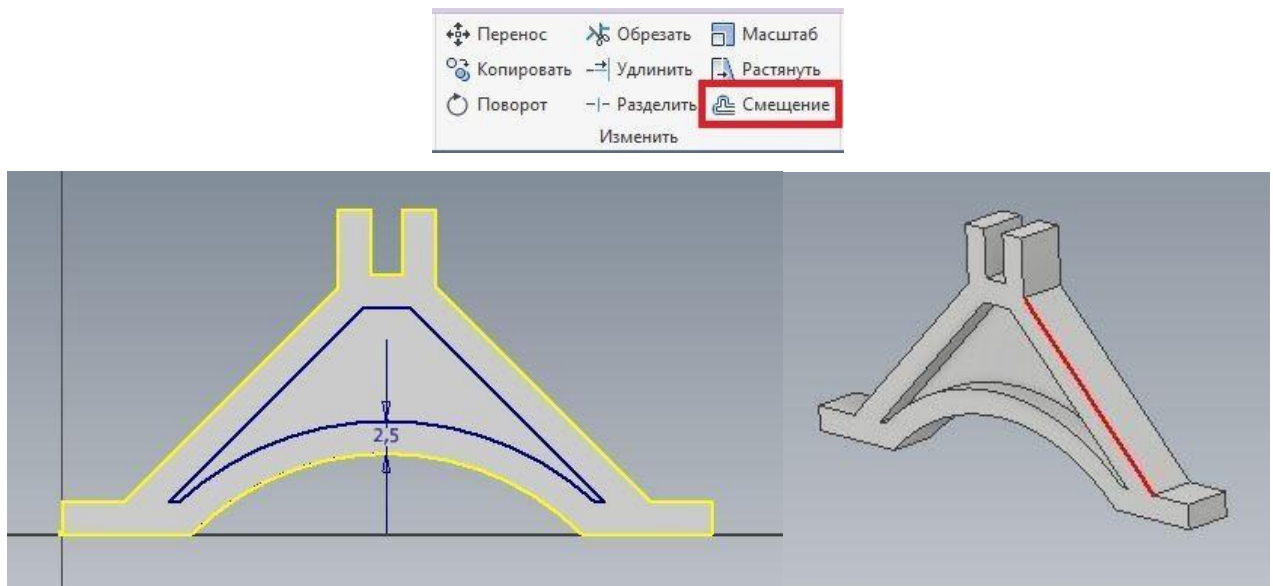 Перенос Обрезать Масштаб
Копировать Удлинить Растянуть
Поворот Разделить Смещение
Изменить
2,5